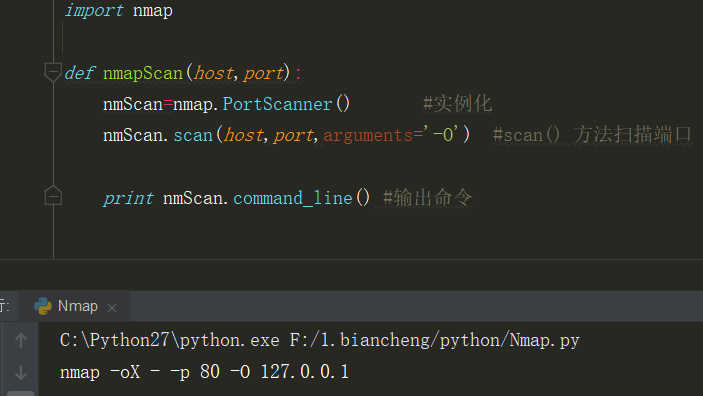 import nmap
def nmapScan(host,port):
nmScan=nmap.PortScanner() #实例化
nmScan.scan(host,port,arguments='-O') #scan() 方法扫描端口
print nmScan.command_line() #输出命令
行: Nmap
C:\Python27\python.exe F:/1.biancheng/python/Nmap.py
nmap -oX - -p 80 -O 127.0.0.1